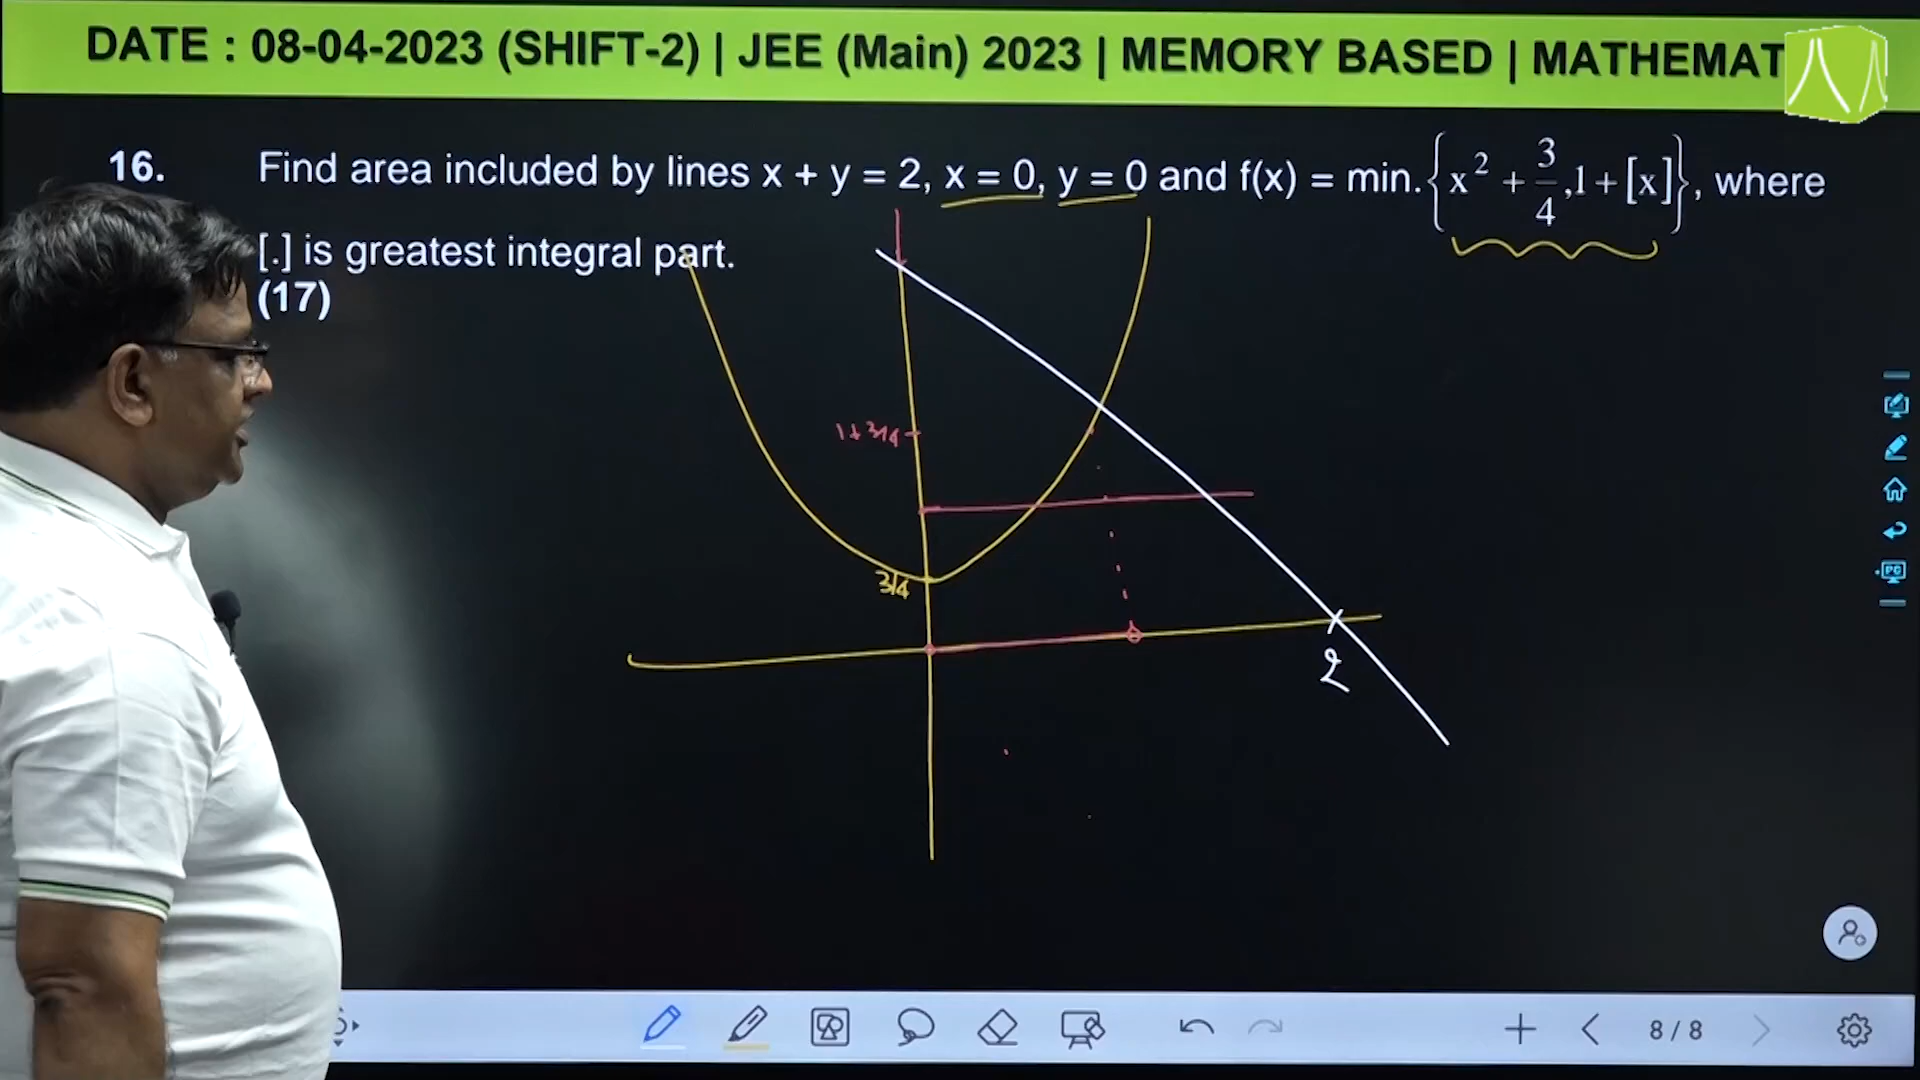 DATE : 08-04-2023 (SHIFT-2) | JEE (Main) 2023 | MEMORY BASED | MATHEMAT
16. Find area included by lines x + y = 2, x = 0, y = 0 and f(x) = min. {x² + 3/4, 1 + [x]}, where
[.] is greatest integral part.
(17)
1+3/4
3/4
2
PC
8 / 8